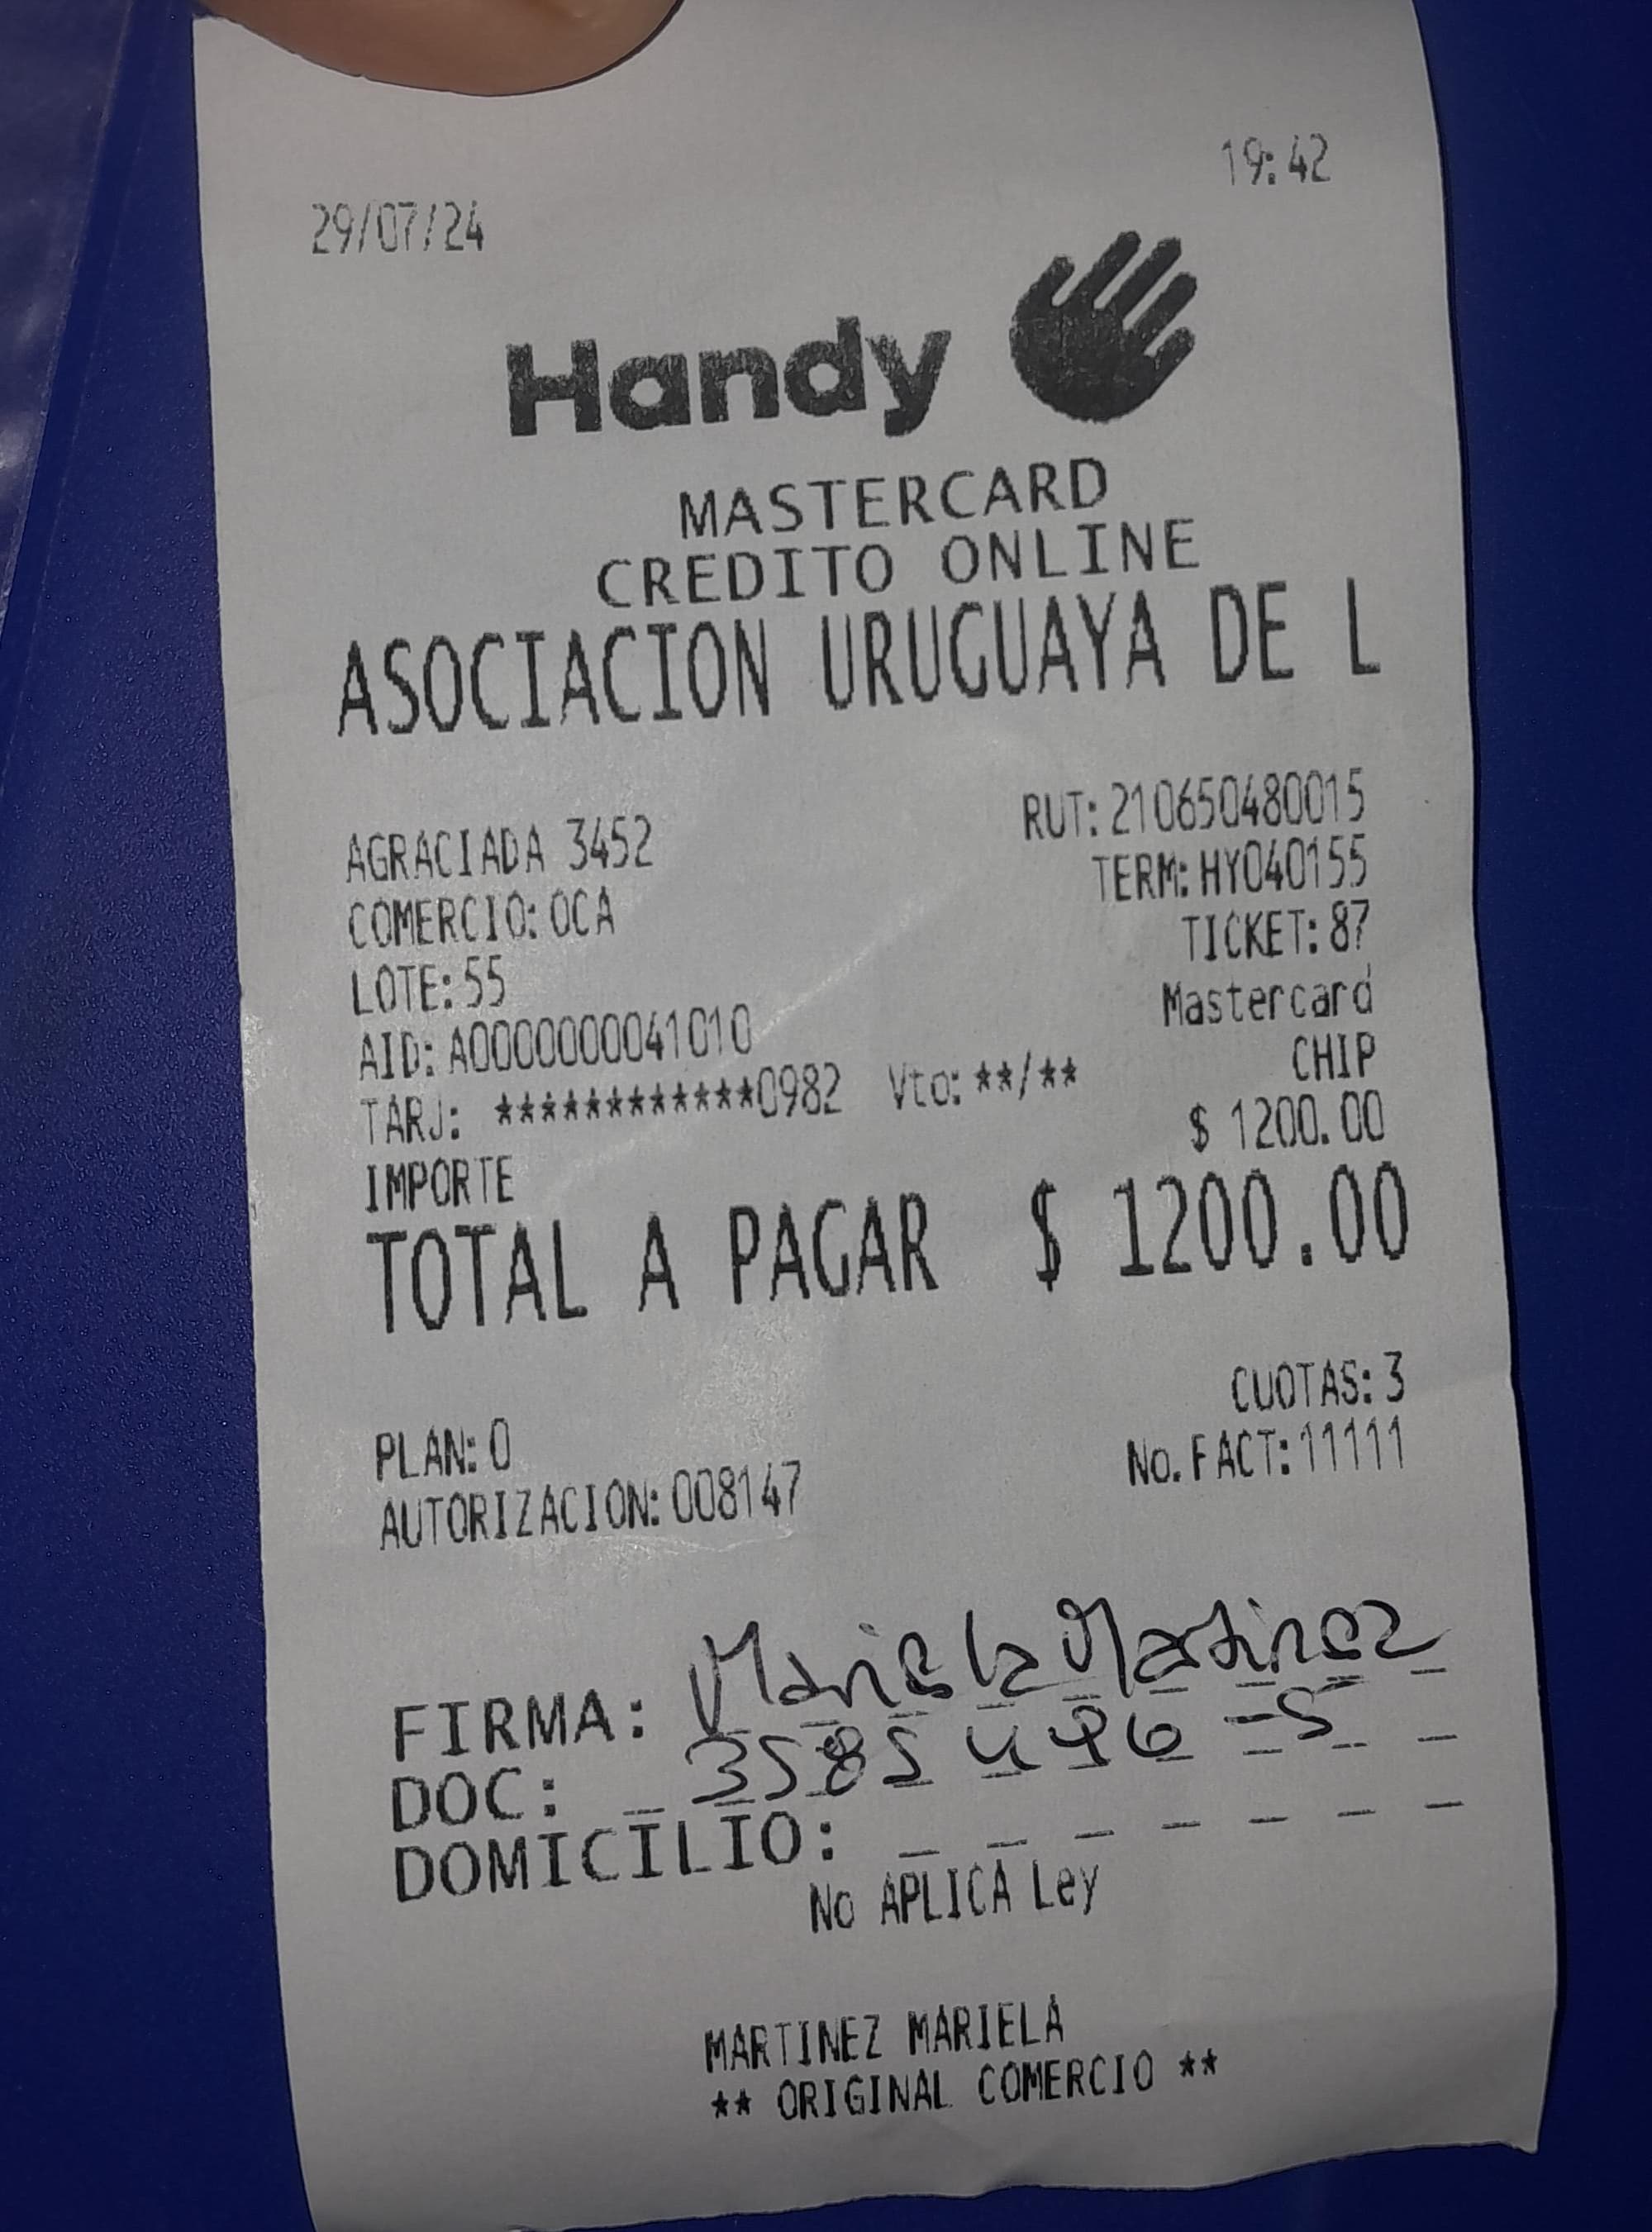 19:42
29/07/24
Handy
MASTERCARD
CREDITO ONLINE
ASOCIACION URUGUAYA DE L
AGRACIADA 3452 RUT: 210650480015
COMERCIO: OCA TERM: HY040155
LOTE: 55 TICKET: 87
AID: A0000000041010 Mastercard
TARJ: ************0982 Vto: **/** CHIP
IMPORTE $ 1200.00
TOTAL A PAGAR $ 1200.00
PLAN: 0 CUOTAS: 3
AUTORIZACION: 008147 No. FACT: 11111
FIRMA: Mariela Martinez
DOC: 3585496-5
DOMICILIO:
No APLICA Ley
MARTINEZ MARIELA
** ORIGINAL COMERCIO **